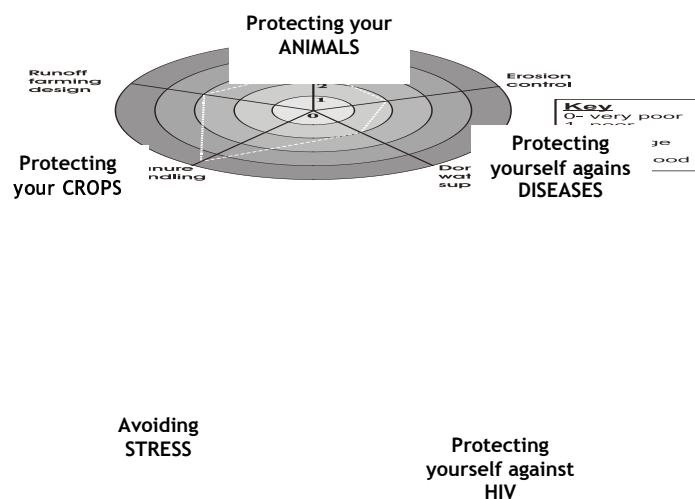 Protecting your
ANIMALS
Runoff
farming
design
Erosion
control
2
1
0
Key
0- very poor
Protecting
your CROPS
Protecting
yourself agains
DISEASES
Avoiding
STRESS
Protecting
yourself against
HIV